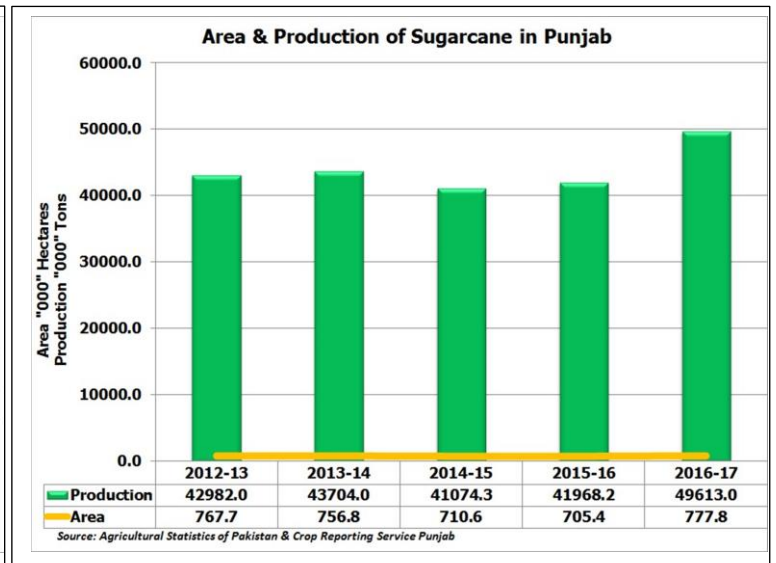 Area & Production of Sugarcane in Punjab
60000.0
50000.0
40000.0
30000.0
20000.0
10000.0
0.0
Area "000" Hectares
Production "000" Tons
2012-13 2013-14 2014-15 2015-16 2016-17
Production 42982.0 43704.0 41074.3 41968.2 49613.0
Area 767.7 756.8 710.6 705.4 777.8
Source: Agricultural Statistics of Pakistan & Crop Reporting Service Punjab